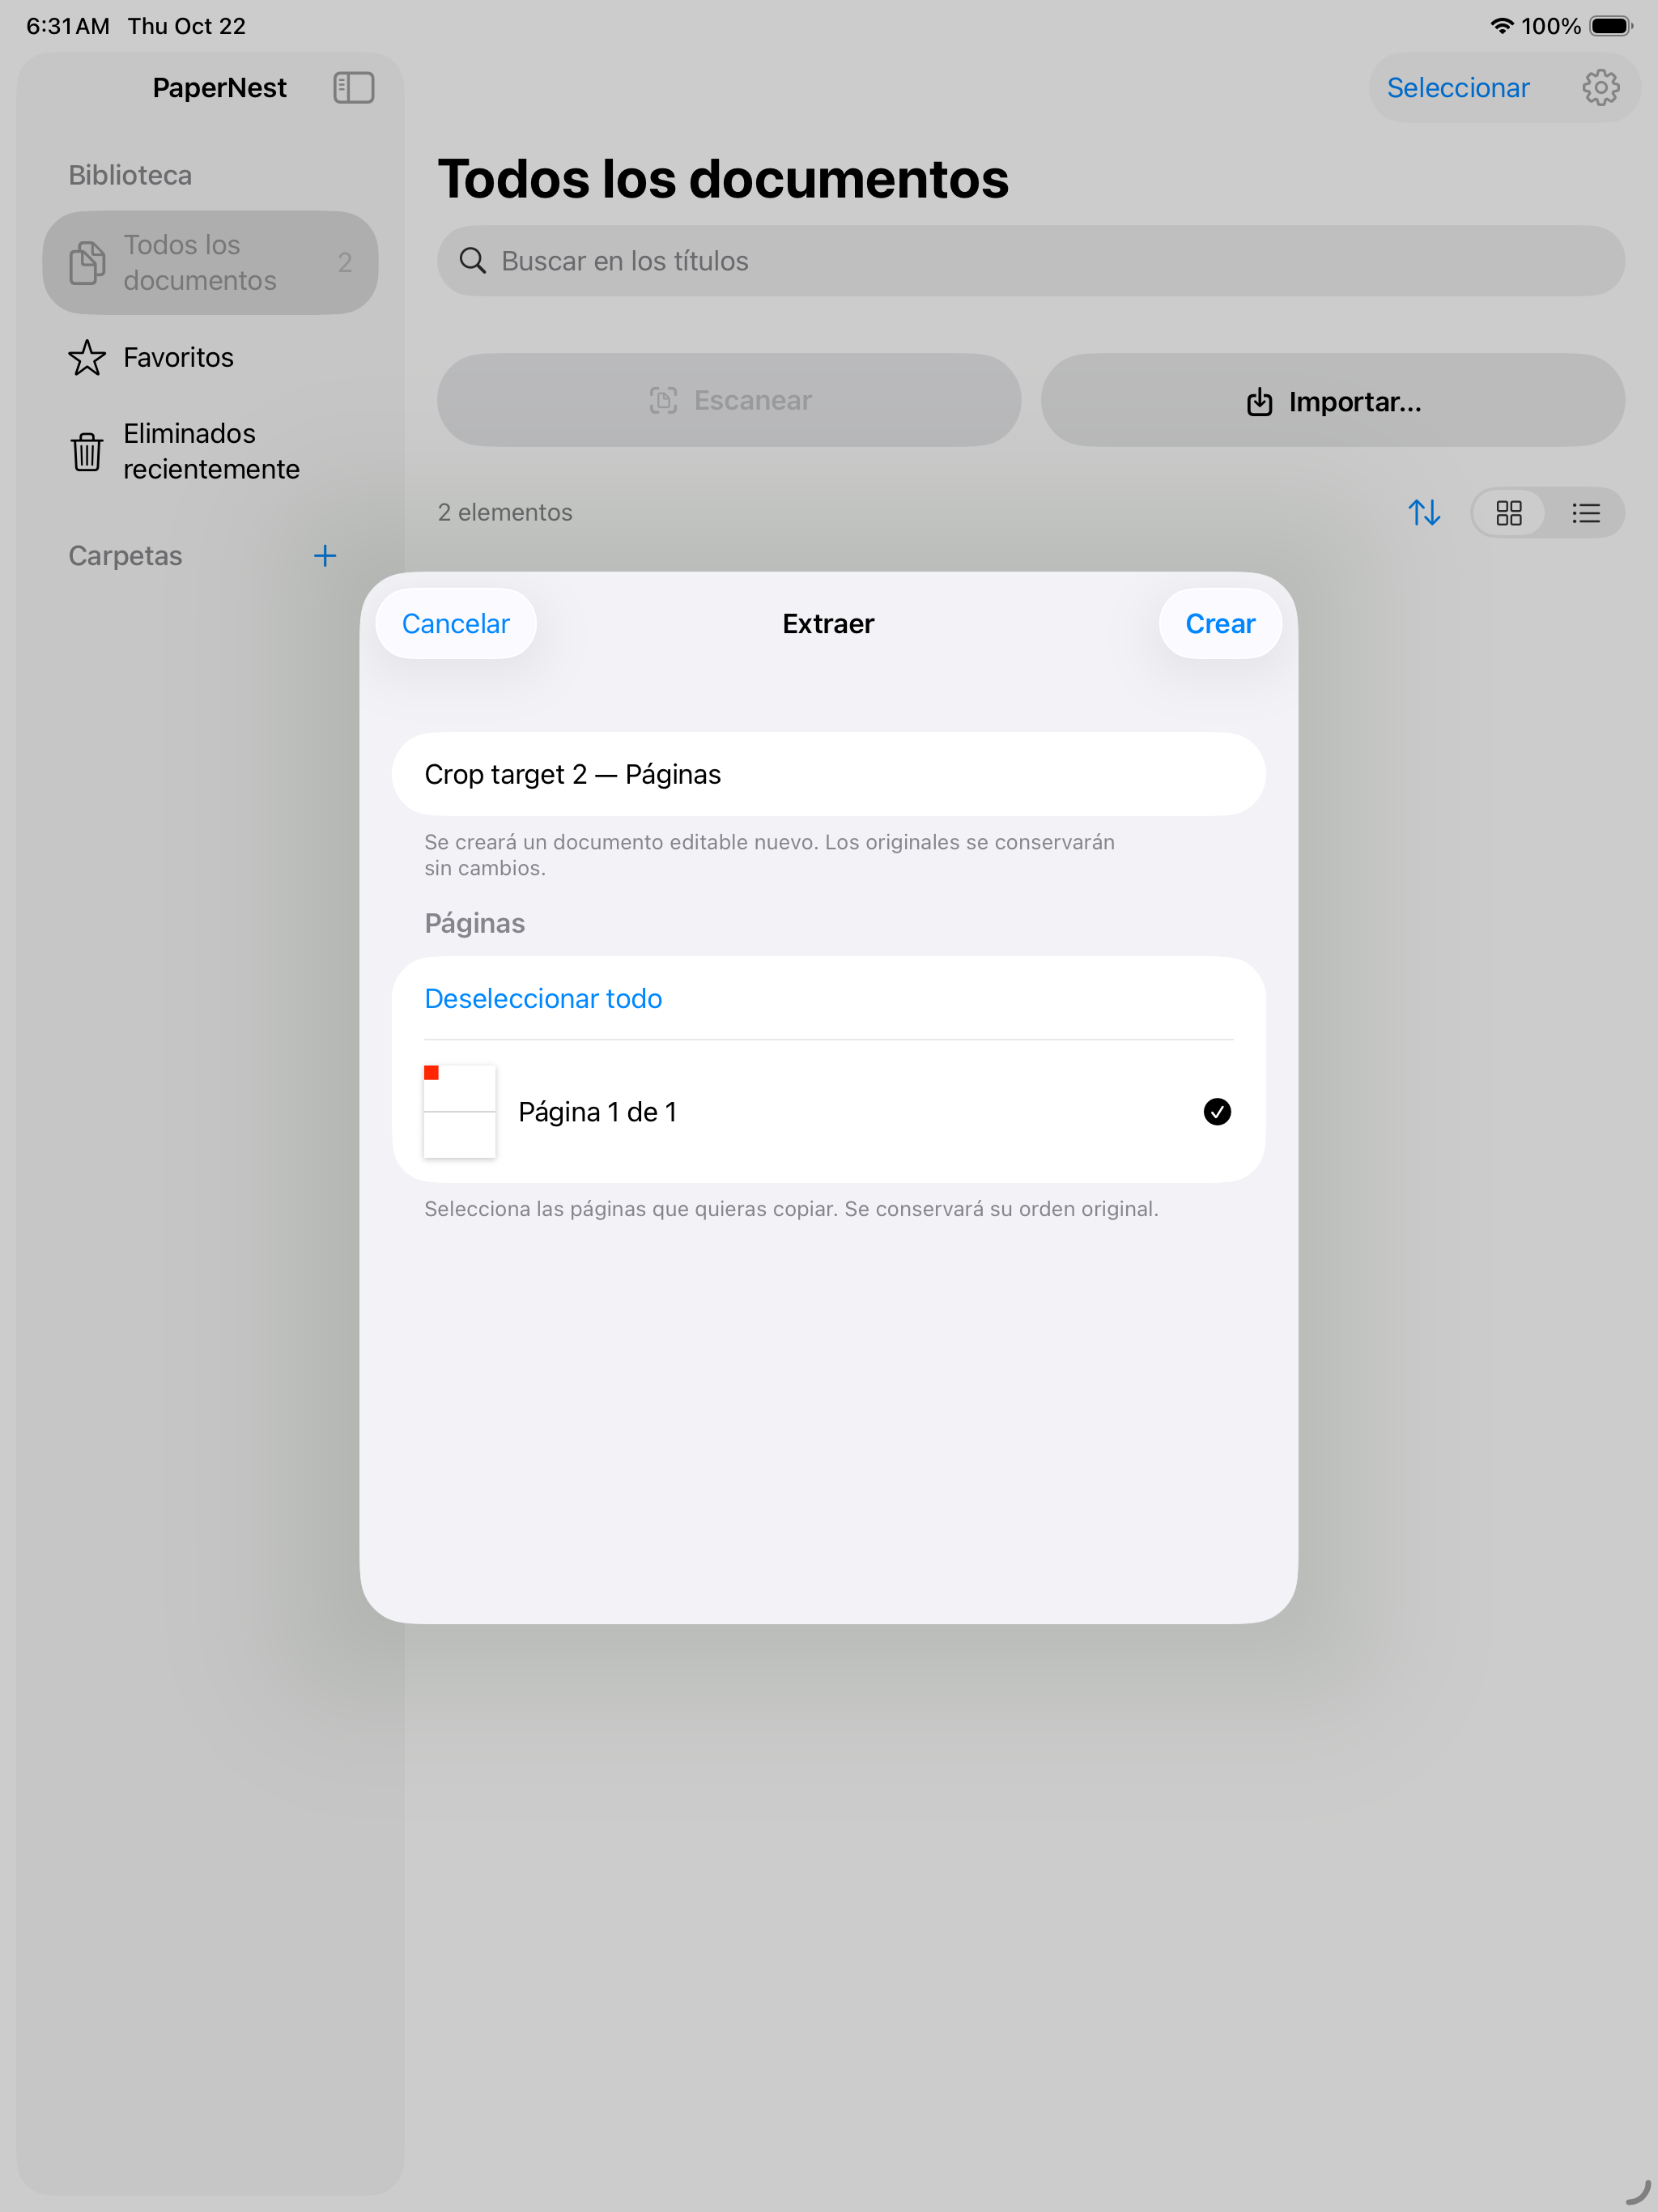 6:31 AM Thu Oct 22
100%
PaperNest
Seleccionar
Biblioteca
Todos los
documentos
2
Favoritos
Eliminados
recientemente
Carpetas
Todos los documentos
Buscar en los títulos
Escanear
Importar...
2 elementos
Cancelar
Extraer
Crear
Crop target 2 — Páginas
Se creará un documento editable nuevo. Los originales se conservarán
sin cambios.
Páginas
Deseleccionar todo
Página 1 de 1
Selecciona las páginas que quieras copiar. Se conservará su orden original.